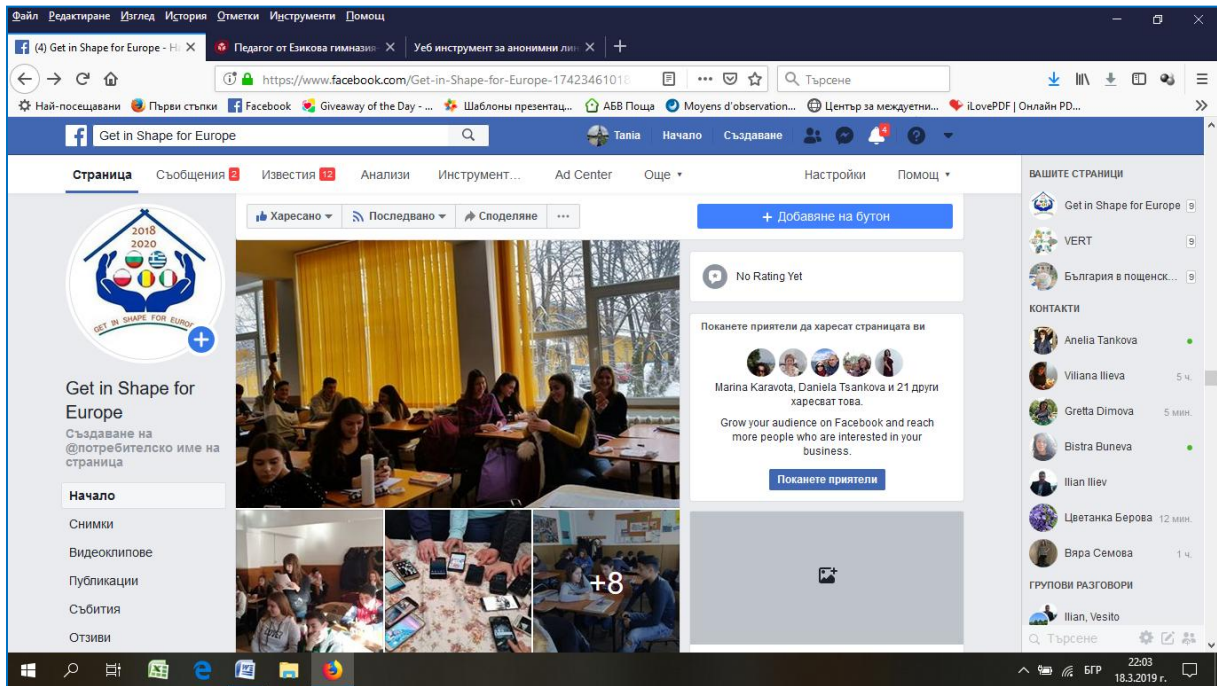 Файл Редактиране Изглед История Отметки Инструменти Помощ
(4) Get in Shape for Europe - На
Педагог от Езикова гимназия
Уеб инструмент за анонимни лин
https://www.facebook.com/Get-in-Shape-for-Europe-17423461018
Търсене
Най-посещавани Първи стъпки Facebook Giveaway of the Day - ... Шаблоны презентац... АБВ Поща Moyens d'observation... Център за междуетни... iLovePDF | Онлайн PD...
Get in Shape for Europe
Tania Начало Създаване 4
Страница Съобщения 2 Известия 12 Анализи Инструмент... Ad Center Още Настройки Помощ
2018
2020
GET IN SHAPE FOR EUROPE
Get in Shape for
Europe
Създаване на
@потребителско име на
страница
Начало
Снимки
Видеоклипове
Публикации
Събития
Отзиви
Харесано Последвано Споделяне ...
+8
+ Добавяне на бутон
No Rating Yet
Поканете приятели да харесат страницата ви
Marina Karavota, Daniela Tsankova и 21 други
харесват това.
Grow your audience on Facebook and reach
more people who are interested in your
business.
Поканете приятели
ВАШИТЕ СТРАНИЦИ
Get in Shape for Europe 9
VERT 9
България в пощенск... 9
КОНТАКТИ
Anelia Tankova
Viliana Ilieva 5 ч.
Gretta Dimova 5 мин.
Bistra Buneva
Ilian Iliev
Цветанка Берова 12 мин.
Вяра Семова 1 ч.
ГРУПОВИ РАЗГОВОРИ
Ilian, Vesito
Търсене
БГР
22:03
18.3.2019 г.